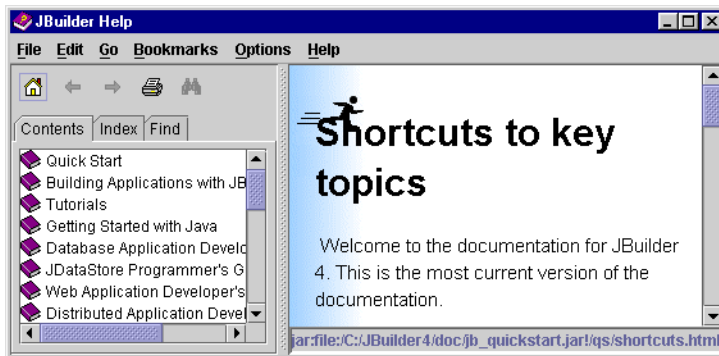 JBuilder Help
File Edit Go Bookmarks Options Help
Contents Index Find
Quick Start
Building Applications with JB
Tutorials
Getting Started with Java
Database Application Develo
JDataStore Programmer's G
Web Application Developer's
Distributed Application Devel
Shortcuts to key
topics
Welcome to the documentation for JBuilder
4. This is the most current version of the
documentation.
jar:file:/C:/JBuilder4/doc/jb_quickstart.jar!/qs/shortcuts.html